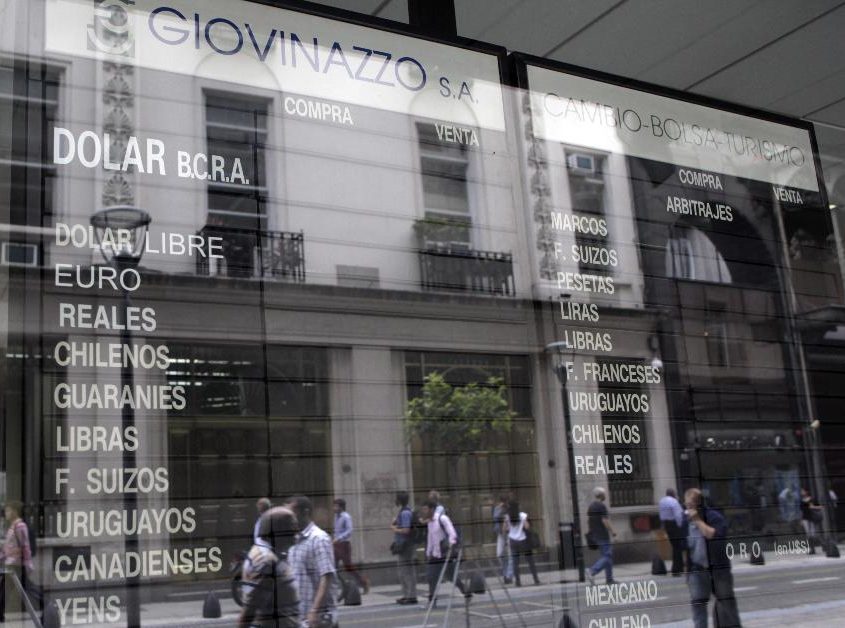 GIOVINAZZO S.A.
COMPRA
VENTA
DOLAR B.C.R.A.
DOLAR LIBRE
EURO
REALES
CHILENOS
GUARANIES
LIBRAS
F. SUIZOS
URUGUAYOS
CANADIENSES
YENS
CAMBIO-BOLSA-TURISMO
COMPRA
VENTA
ARBITRAJES
MARCOS
F. SUIZOS
PESETAS
LIRAS
LIBRAS
F. FRANCESES
URUGUAYOS
CHILENOS
REALES
ORO (en U$S)
MEXICANO
CHILENO